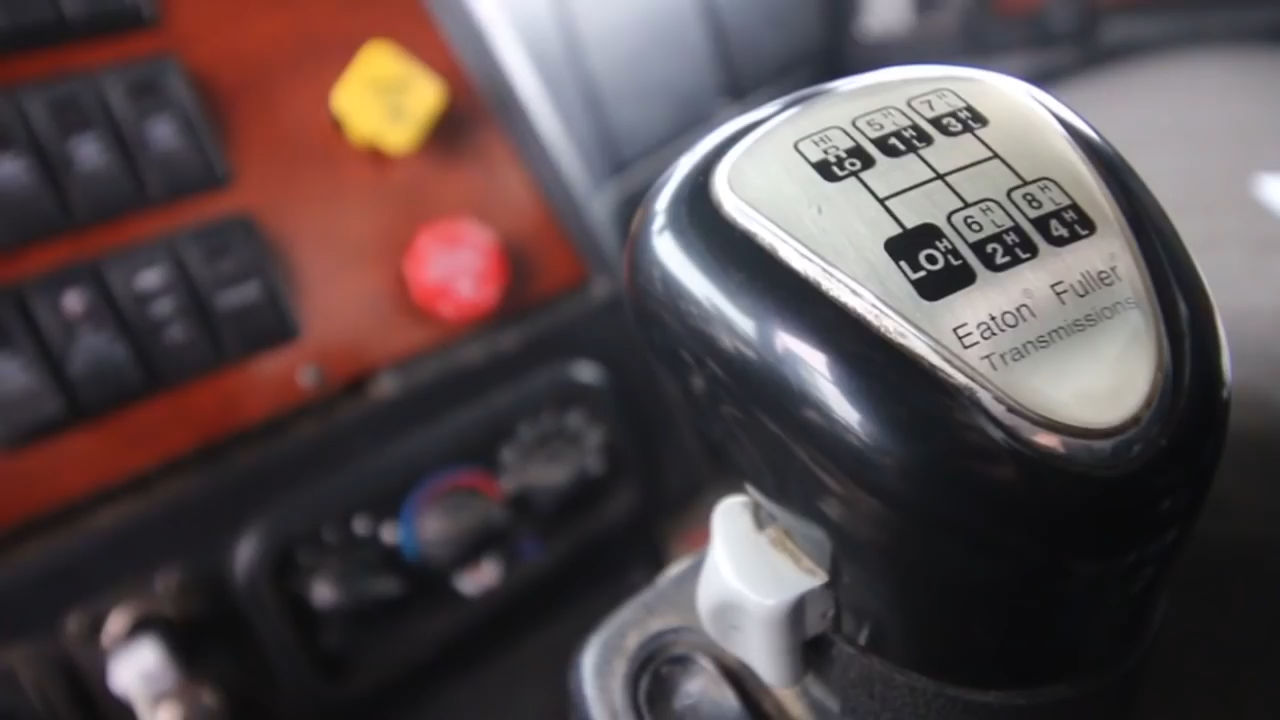 HI R LO
5 H L 1 H L
7 H L 3 H L
LO H L
6 H L 2 H L
8 H L 4 H L
Eaton® Fuller®
Transmissions